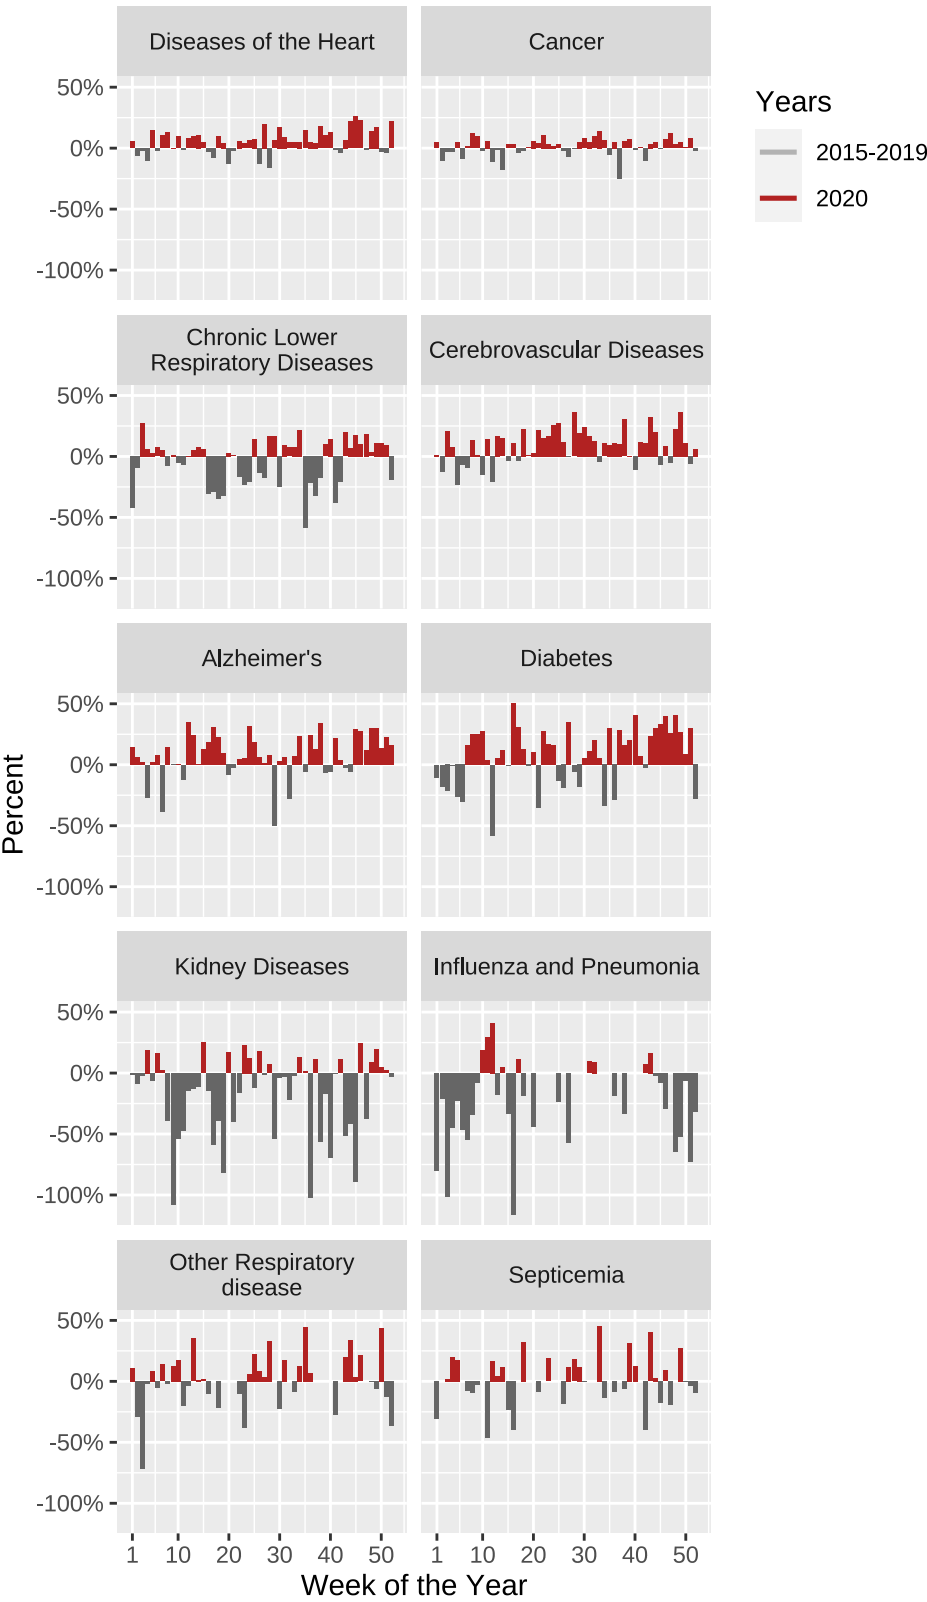 Diseases of the Heart
Cancer
50%
0%
-50%
-100%
Years
2015-2019
2020
Chronic Lower
Respiratory Diseases
Cerebrovascular Diseases
50%
0%
-50%
-100%
Alzheimer's
Diabetes
50%
0%
-50%
-100%
Percent
Kidney Diseases
Influenza and Pneumonia
50%
0%
-50%
-100%
Other Respiratory
disease
Septicemia
50%
0%
-50%
-100%
1 10 20 30 40 50
1 10 20 30 40 50
Week of the Year